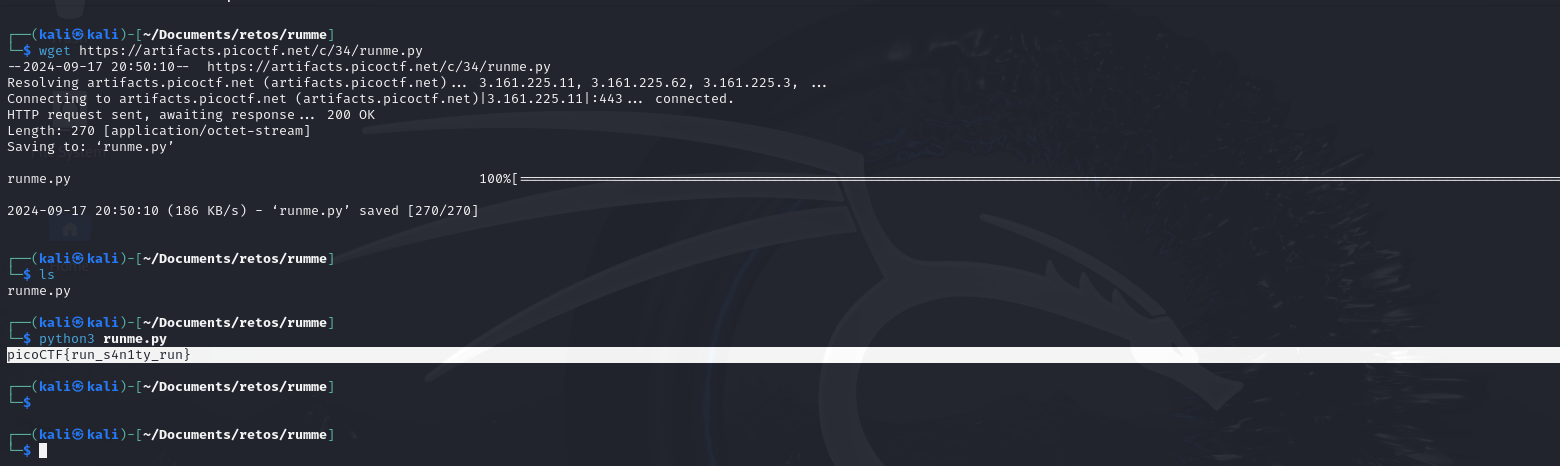 ┌──(kali㉿kali)-[~/Documents/retos/rumme]
└─$ wget https://artifacts.picoctf.net/c/34/runme.py
--2024-09-17 20:50:10--  https://artifacts.picoctf.net/c/34/runme.py
Resolving artifacts.picoctf.net (artifacts.picoctf.net)... 3.161.225.11, 3.161.225.62, 3.161.225.3, ...
Connecting to artifacts.picoctf.net (artifacts.picoctf.net)|3.161.225.11|:443... connected.
HTTP request sent, awaiting response... 200 OK
Length: 270 [application/octet-stream]
Saving to: ‘runme.py’
runme.py 100%[===================================================
2024-09-17 20:50:10 (186 KB/s) - ‘runme.py’ saved [270/270]
┌──(kali㉿kali)-[~/Documents/retos/rumme]
└─$ ls
runme.py
┌──(kali㉿kali)-[~/Documents/retos/rumme]
└─$ python3 runme.py
picoCTF{run_s4n1ty_run}
┌──(kali㉿kali)-[~/Documents/retos/rumme]
└─$
┌──(kali㉿kali)-[~/Documents/retos/rumme]
└─$